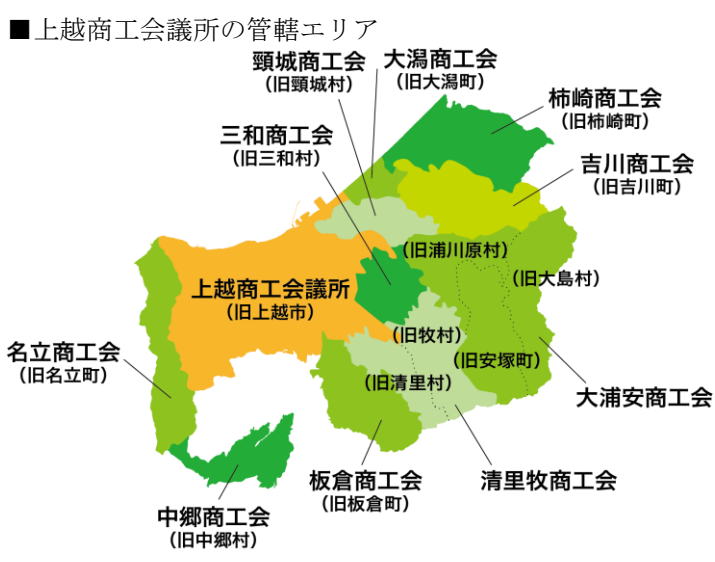 ■上越商工会議所の管轄エリア
頸城商工会
（旧頸城村）
大潟商工会
（旧大潟町）
柿崎商工会
（旧柿崎町）
三和商工会
（旧三和村）
吉川商工会
（旧吉川町）
（旧浦川原村）
（旧大島村）
上越商工会議所
（旧上越市）
（旧牧村）
（旧安塚町）
名立商工会
（旧名立町）
（旧清里村）
大浦安商工会
板倉商工会
（旧板倉町）
清里牧商工会
中郷商工会
（旧中郷村）